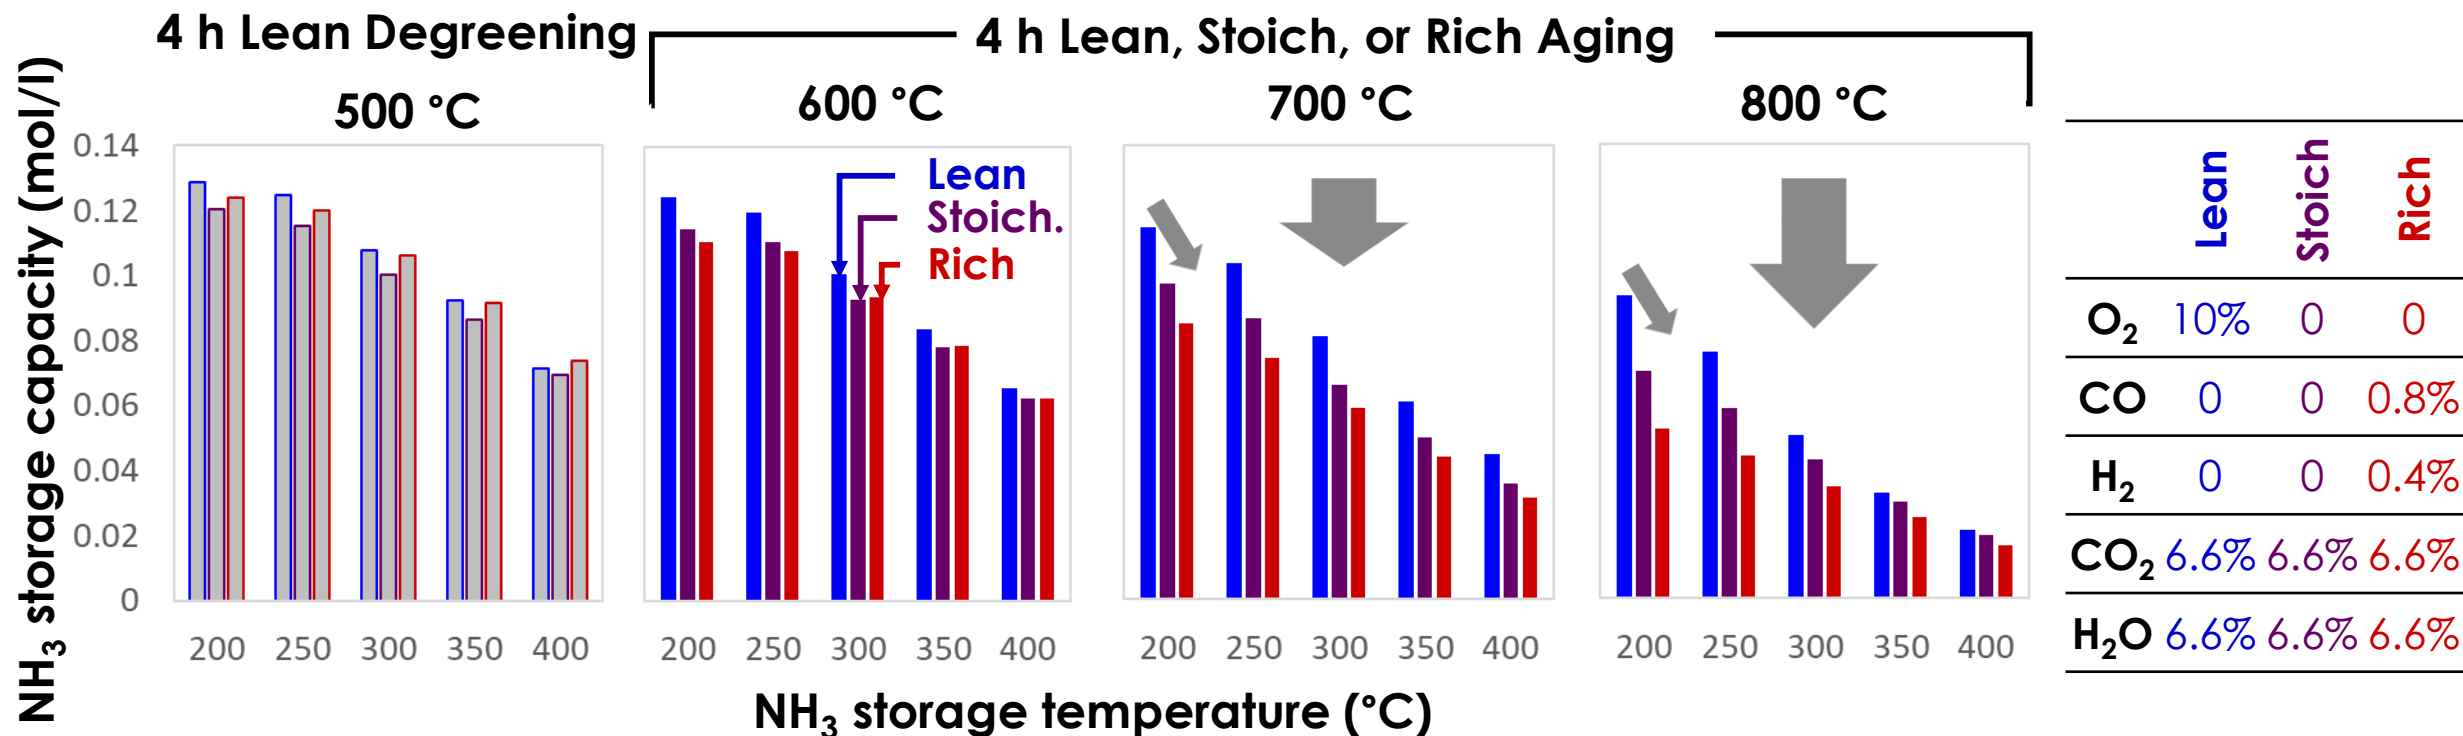 4 h Lean Degreening
4 h Lean, Stoich, or Rich Aging
500 °C
600 °C
700 °C
800 °C
NH₃ storage capacity (mol/l)
0.14
0.12
0.1
0.08
0.06
0.04
0.02
0
Lean
Stoich.
Rich
200 250 300 350 400
200 250 300 350 400
200 250 300 350 400
200 250 300 350 400
NH₃ storage temperature (°C)
Lean Stoich Rich
O₂ 10% 0 0
CO 0 0 0.8%
H₂ 0 0 0.4%
CO₂ 6.6% 6.6% 6.6%
H₂O 6.6% 6.6% 6.6%